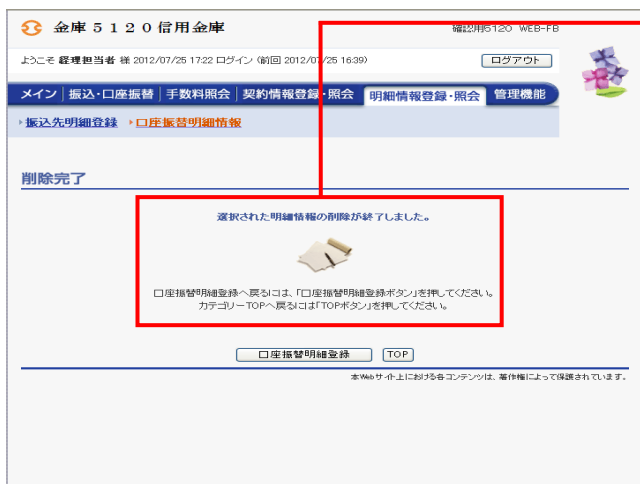 金庫5120信用金庫
確認用5120 WEB-FB
ようこそ 経理担当者 様 2012/07/25 17:22 ログイン (前回 2012/07/25 16:39)
ログアウト
メイン 振込・口座振替 手数料照会 契約情報登録・照会 明細情報登録・照会 管理機能
振込先明細登録 口座振替明細情報
削除完了
選択された明細情報の削除が終了しました。
口座振替明細登録へ戻るには、「口座振替明細登録ボタン」を押してください。
カテゴリーTOPへ戻るには「TOPボタン」を押してください。
口座振替明細登録 TOP
本Webサイト上における各コンテンツは、著作権によって保護されています。